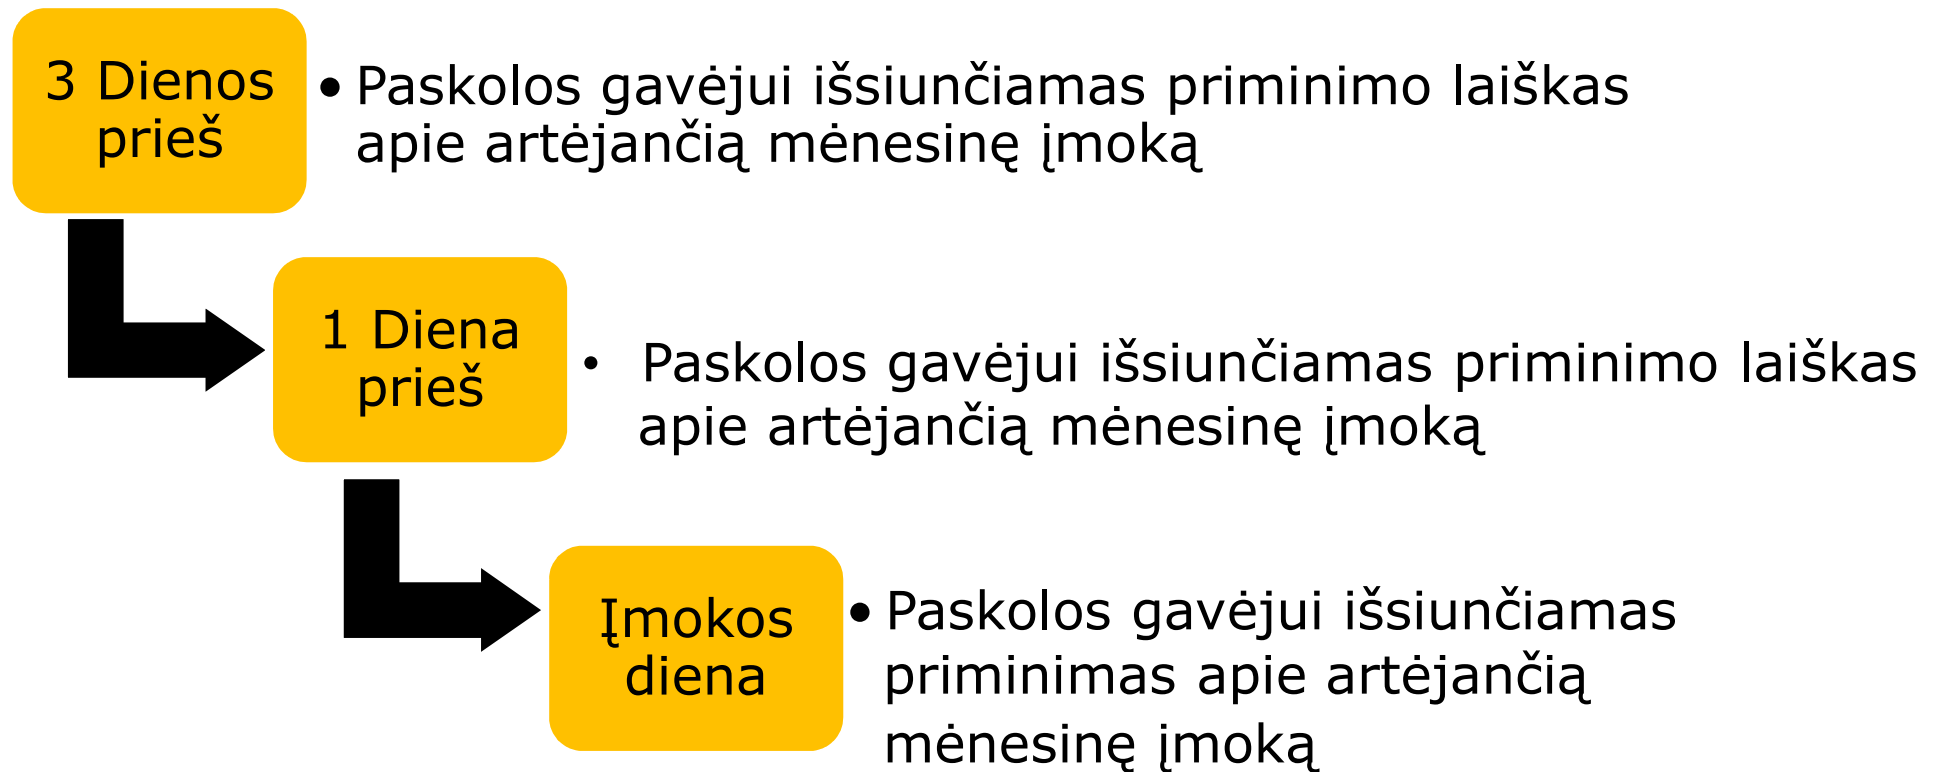 3 Dienos
prieš
• Paskolos gavėjui išsiunčiamas priminimo laiškas
apie artėjančią mėnesinę įmoką
1 Diena
prieš
• Paskolos gavėjui išsiunčiamas priminimo laiškas
apie artėjančią mėnesinę įmoką
Įmokos
diena
• Paskolos gavėjui išsiunčiamas
priminimas apie artėjančią
mėnesinę įmoką